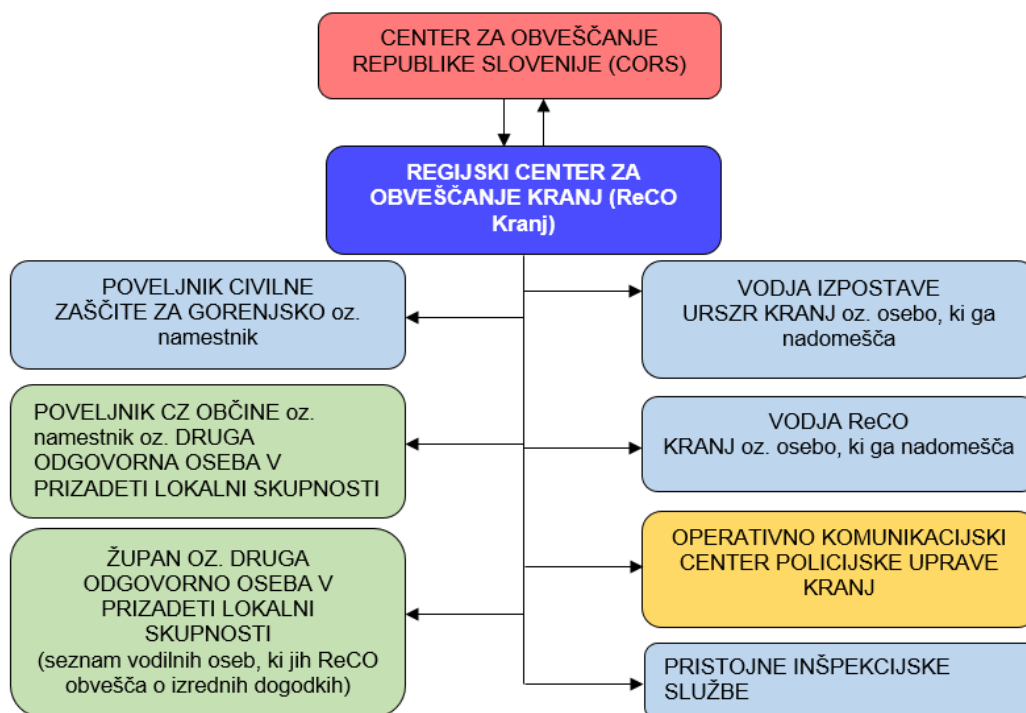 CENTER ZA OBVEŠČANJE
REPUBLIKE SLOVENIJE (CORS)
REGIJSKI CENTER ZA
OBVEŠČANJE KRANJ (ReCO
Kranj)
POVELJNIK CIVILNE
ZAŠČITE ZA GORENJSKO oz.
namestnik
VODJA IZPOSTAVE
URSZR KRANJ oz. osebo, ki ga
nadomešča
POVELJNIK CZ OBČINE oz.
namestnik oz. DRUGA
ODGOVORNA OSEBA V
PRIZADETI LOKALNI SKUPNOSTI
VODJA ReCO
KRANJ oz. osebo, ki ga nadomešča
OPERATIVNO KOMUNIKACIJSKI
CENTER POLICIJSKE UPRAVE
KRANJ
ŽUPAN OZ. DRUGA
ODGOVORNO OSEBA V
PRIZADETI LOKALNI
SKUPNOSTI
(seznam vodilnih oseb, ki jih ReCO
obvešča o izrednih dogodkih)
PRISTOJNE INŠPEKCIJSKE
SLUŽBE